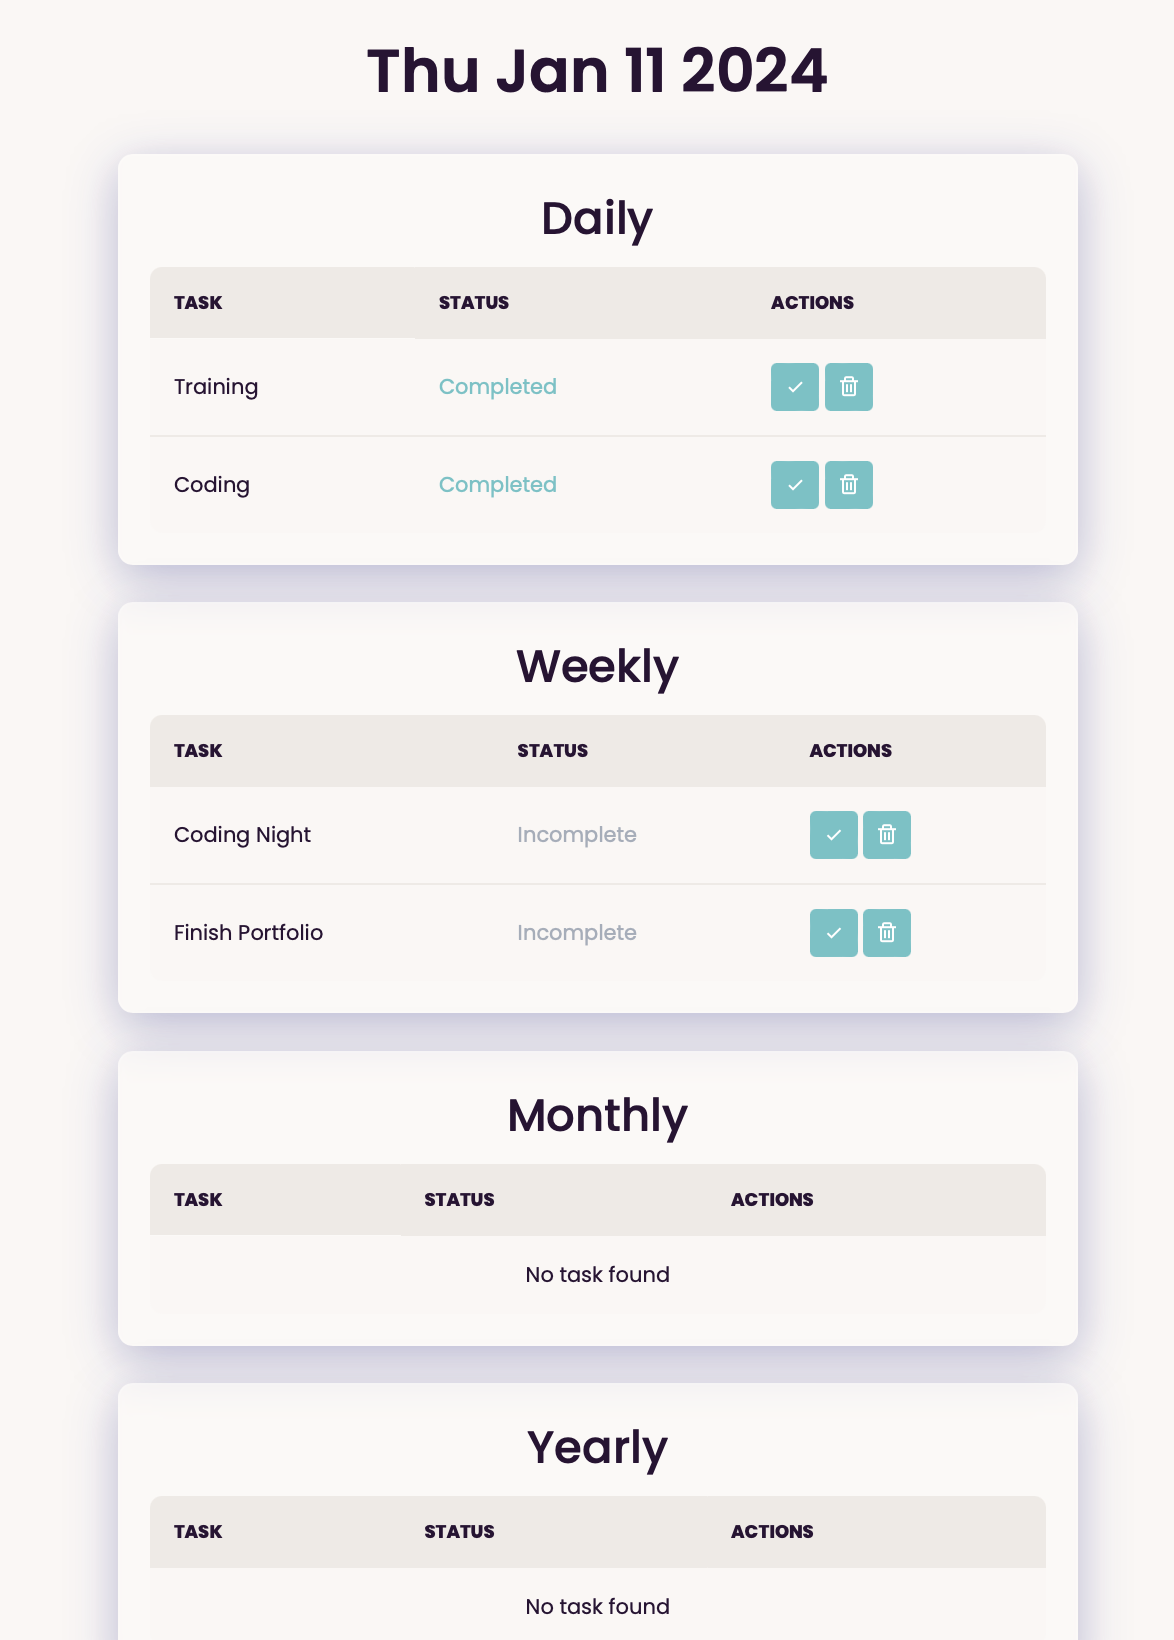 Thu Jan 11 2024
Daily
TASK STATUS ACTIONS
Training Completed
Coding Completed
Weekly
TASK STATUS ACTIONS
Coding Night Incomplete
Finish Portfolio Incomplete
Monthly
TASK STATUS ACTIONS
No task found
Yearly
TASK STATUS ACTIONS
No task found